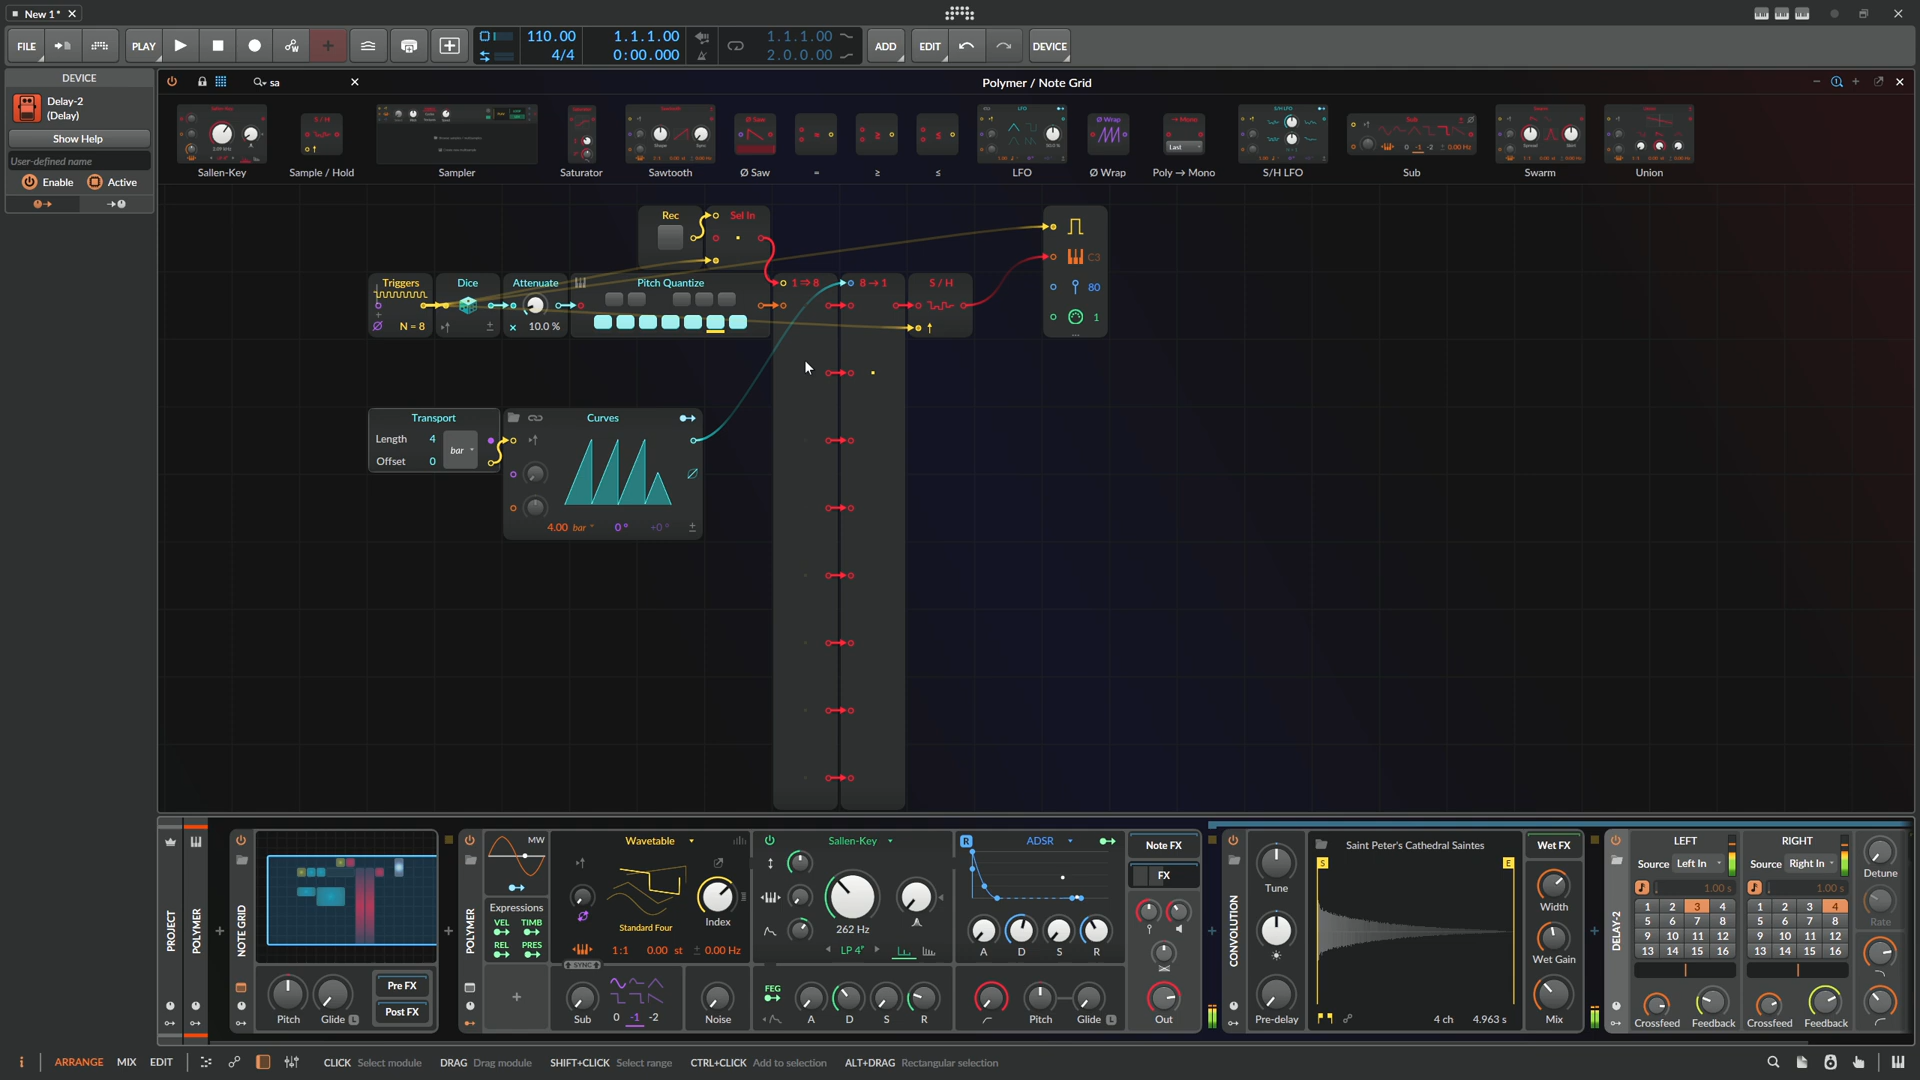 New 1*
FILE PLAY 110.00 4/4 1.1.1.00 0:00.000 1.1.1.00 2.0.0.00 ADD EDIT DEVICE
DEVICE
Delay-2
(Delay)
Show Help
User-defined name
Enable Active
sa
Polymer / Note Grid
Sallen-Key Sample / Hold Sampler Saturator Sawtooth Ø Saw = ≥ ≤ LFO Ø Wrap Poly → Mono S/H LFO Sub Swarm Union
Rec Sel In
C3
80
1
Triggers Dice Attenuate Pitch Quantize 1 ⇒ 8 8 → 1 S / H
N = 8 10.0 %
Transport Curves
Length 4 bar
Offset 0
4.00 bar 0° +0°
PROJECT
POLYMER
NOTE GRID
Pitch Glide L
Pre FX
Post FX
POLYMER
MW
Expressions
VEL TIMB
REL PRES
Wavetable
Index
Standard Four
1:1 0.00 st ± 0.00 Hz
SYNC
Sub 0 -1 -2 Noise
Sallen-Key
262 Hz
LP 4"
FEG
A D S R
R ADSR
A D S R
Pitch Glide L
Note FX
FX
Out
CONVOLUTION
Tune
Pre-delay
Saint Peter's Cathedral Saintes
S E
4 ch 4.963 s
Wet FX
Width
Wet Gain
Mix
DELAY-2
LEFT
Source Left In
1.00 s
1 2 3 4
5 6 7 8
9 10 11 12
13 14 15 16
Crossfeed Feedback
RIGHT
Source Right In
1.00 s
1 2 3 4
5 6 7 8
9 10 11 12
13 14 15 16
Crossfeed Feedback
Detune
Rate
i ARRANGE MIX EDIT CLICK Select module DRAG Drag module SHIFT+CLICK Select range CTRL+CLICK Add to selection ALT+DRAG Rectangular selection